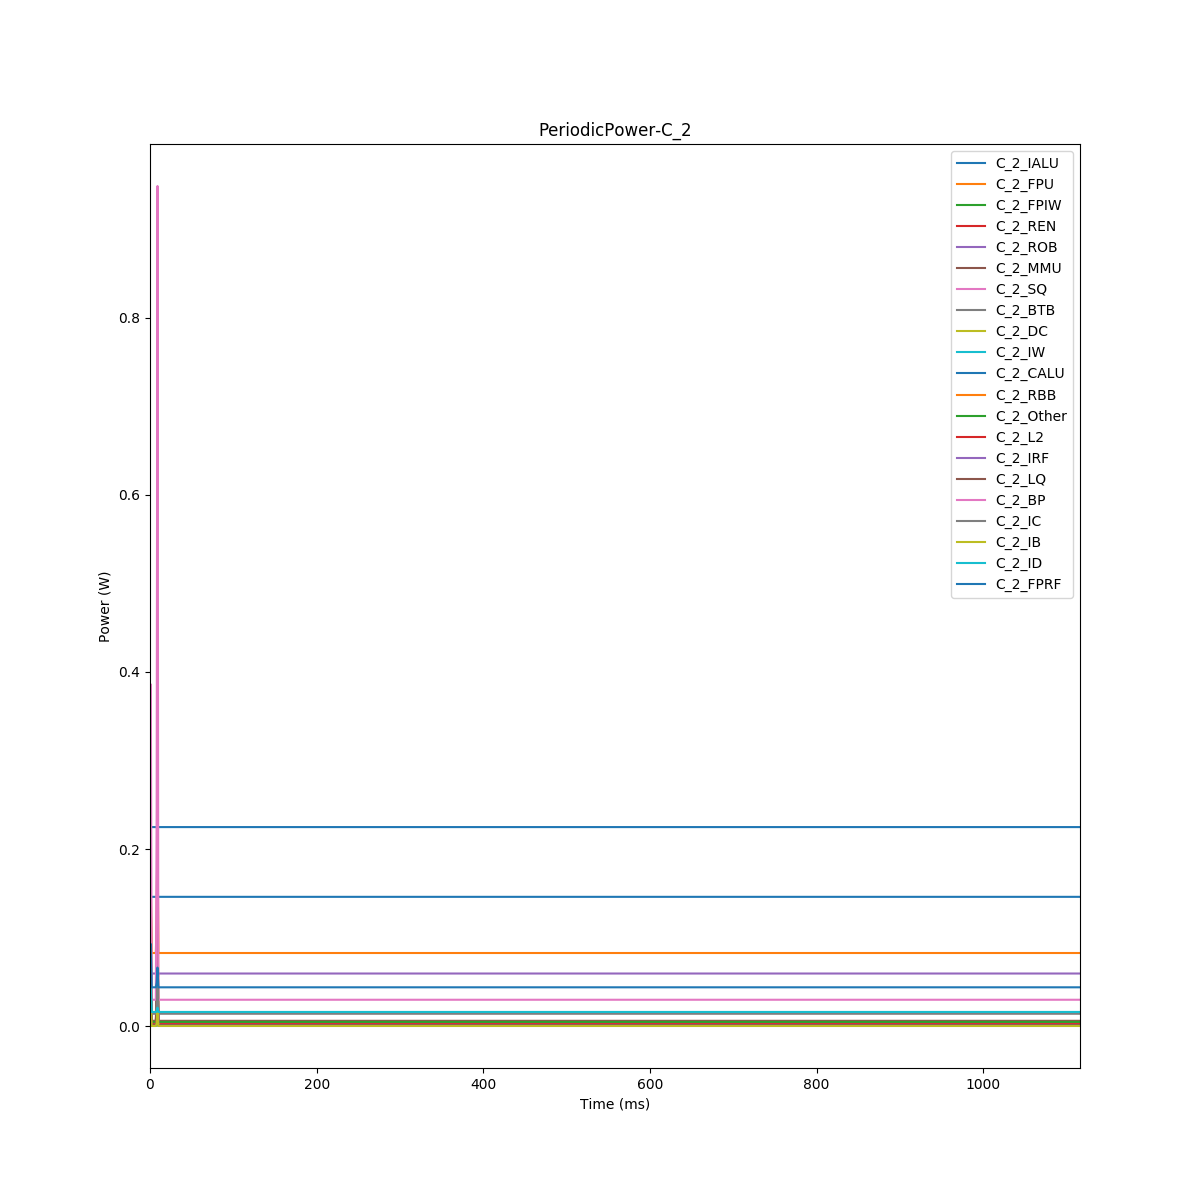 PeriodicPower-C_2
C_2_IALU
C_2_FPU
C_2_FPIW
C_2_REN
C_2_ROB
C_2_MMU
C_2_SQ
C_2_BTB
C_2_DC
C_2_IW
C_2_CALU
C_2_RBB
C_2_Other
C_2_L2
C_2_IRF
C_2_LQ
C_2_BP
C_2_IC
C_2_IB
C_2_ID
C_2_FPRF
0.8
0.6
0.4
0.2
0.0
Power (W)
0 200 400 600 800 1000
Time (ms)